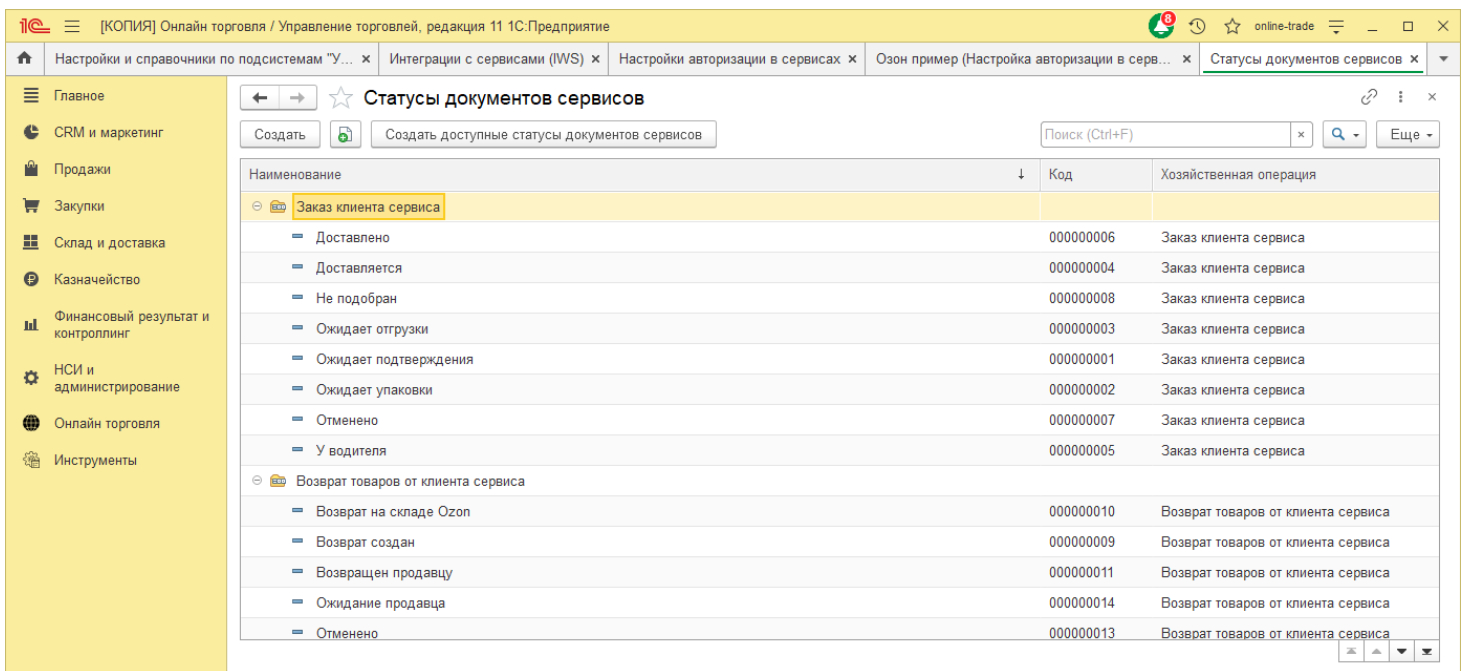 1С [КОПИЯ] Онлайн торговля / Управление торговлей, редакция 11 1С:Предприятие 8 online-trade
Настройки и справочники по подсистемам "У... Интеграции с сервисами (IWS) Настройки авторизации в сервисах Озон пример (Настройка авторизации в серв... Статусы документов сервисов
Главное
CRM и маркетинг
Продажи
Закупки
Склад и доставка
Казначейство
Финансовый результат и
контроллинг
НСИ и
администрирование
Онлайн торговля
Инструменты
Статусы документов сервисов
Создать Создать доступные статусы документов сервисов Поиск (Ctrl+F) Еще
Наименование Код Хозяйственная операция
Заказ клиента сервиса
Доставлено 000000006 Заказ клиента сервиса
Доставляется 000000004 Заказ клиента сервиса
Не подобран 000000008 Заказ клиента сервиса
Ожидает отгрузки 000000003 Заказ клиента сервиса
Ожидает подтверждения 000000001 Заказ клиента сервиса
Ожидает упаковки 000000002 Заказ клиента сервиса
Отменено 000000007 Заказ клиента сервиса
У водителя 000000005 Заказ клиента сервиса
Возврат товаров от клиента сервиса
Возврат на складе Ozon 000000010 Возврат товаров от клиента сервиса
Возврат создан 000000009 Возврат товаров от клиента сервиса
Возвращен продавцу 000000011 Возврат товаров от клиента сервиса
Ожидание продавца 000000014 Возврат товаров от клиента сервиса
Отменено 000000013 Возврат товаров от клиента сервиса